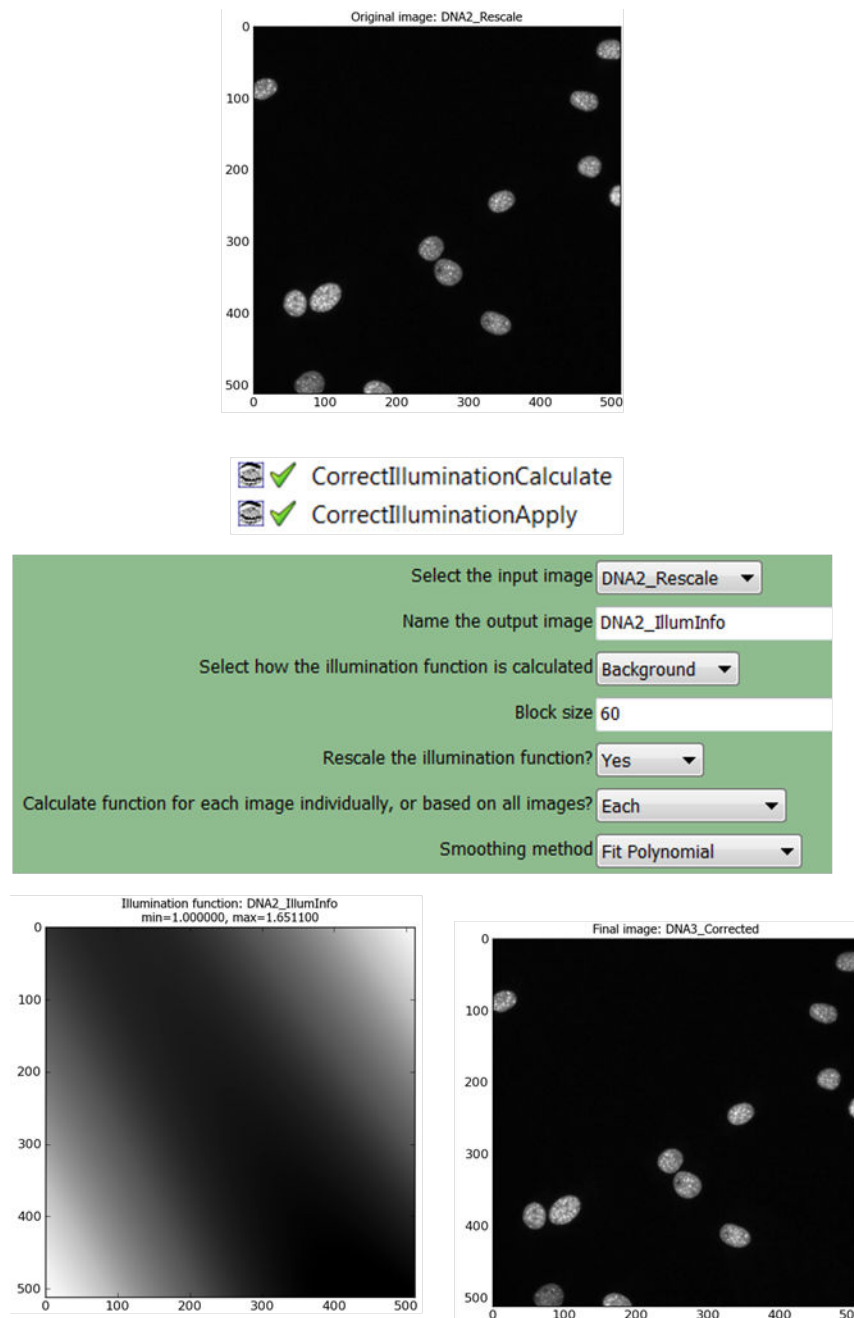 Original image: DNA2_Rescale
0
100
200
300
400
500
0 100 200 300 400 500
CorrectIlluminationCalculate
CorrectIlluminationApply
Select the input image DNA2_Rescale
Name the output image DNA2_IllumInfo
Select how the illumination function is calculated Background
Block size 60
Rescale the illumination function? Yes
Calculate function for each image individually, or based on all images? Each
Smoothing method Fit Polynomial
Illumination function: DNA2_IllumInfo
min=1.000000, max=1.651100
0
100
200
300
400
500
0 100 200 300 400 500
Final image: DNA3_Corrected
0
100
200
300
400
500
0 100 200 300 400